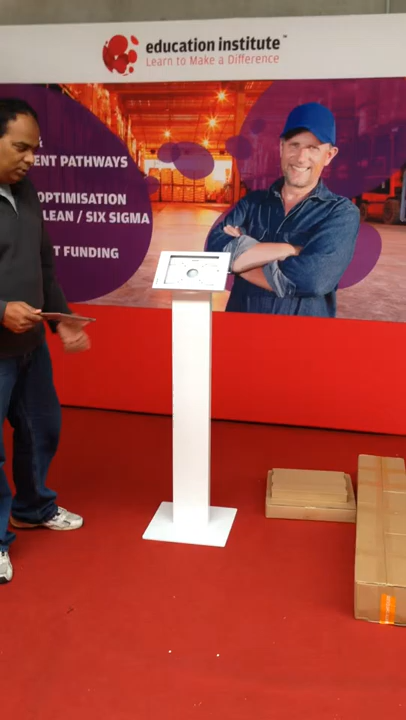 education institute™
Learn to Make a Difference
&
ENT PATHWAYS
OPTIMISATION
LEAN / SIX SIGMA
T FUNDING